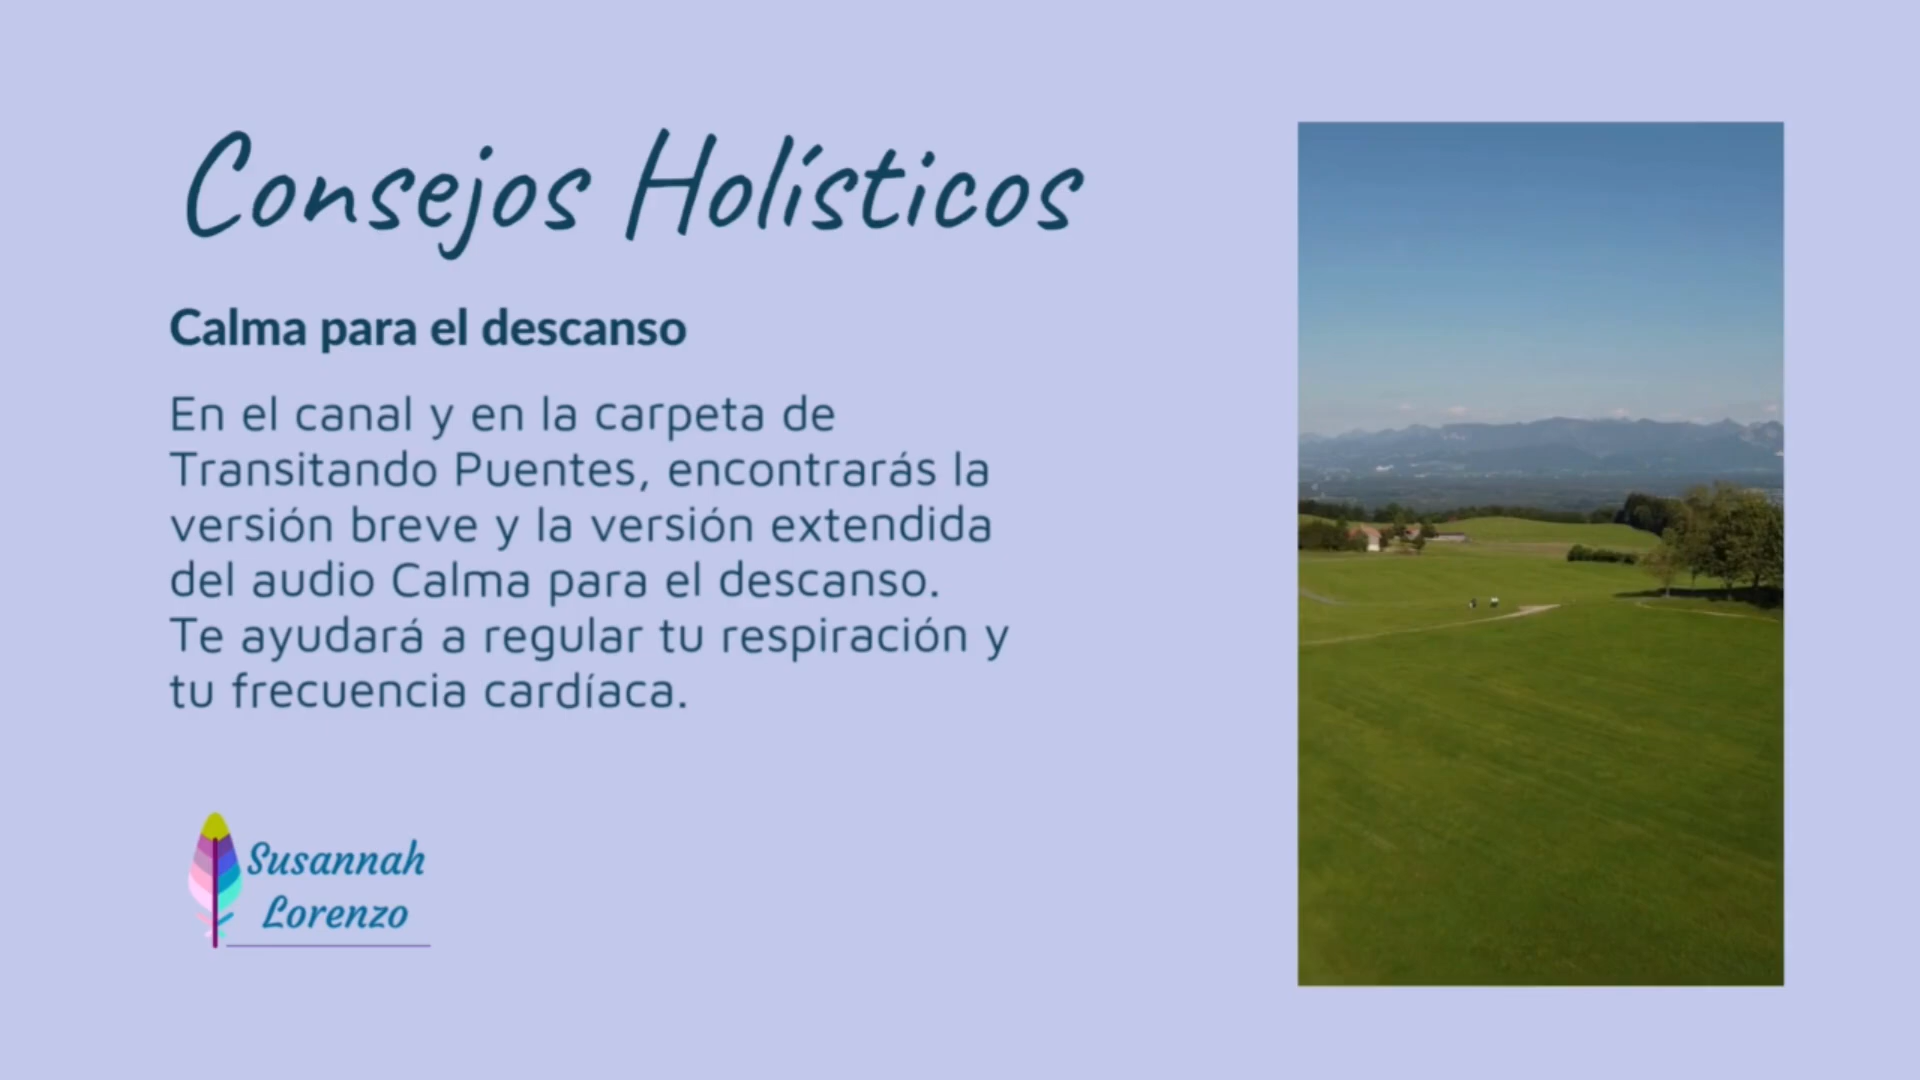 Consejos Holísticos
Calma para el descanso
En el canal y en la carpeta de
Transitando Puentes, encontrarás la
versión breve y la versión extendida
del audio Calma para el descanso.
Te ayudará a regular tu respiración y
tu frecuencia cardíaca.
Susannah
Lorenzo